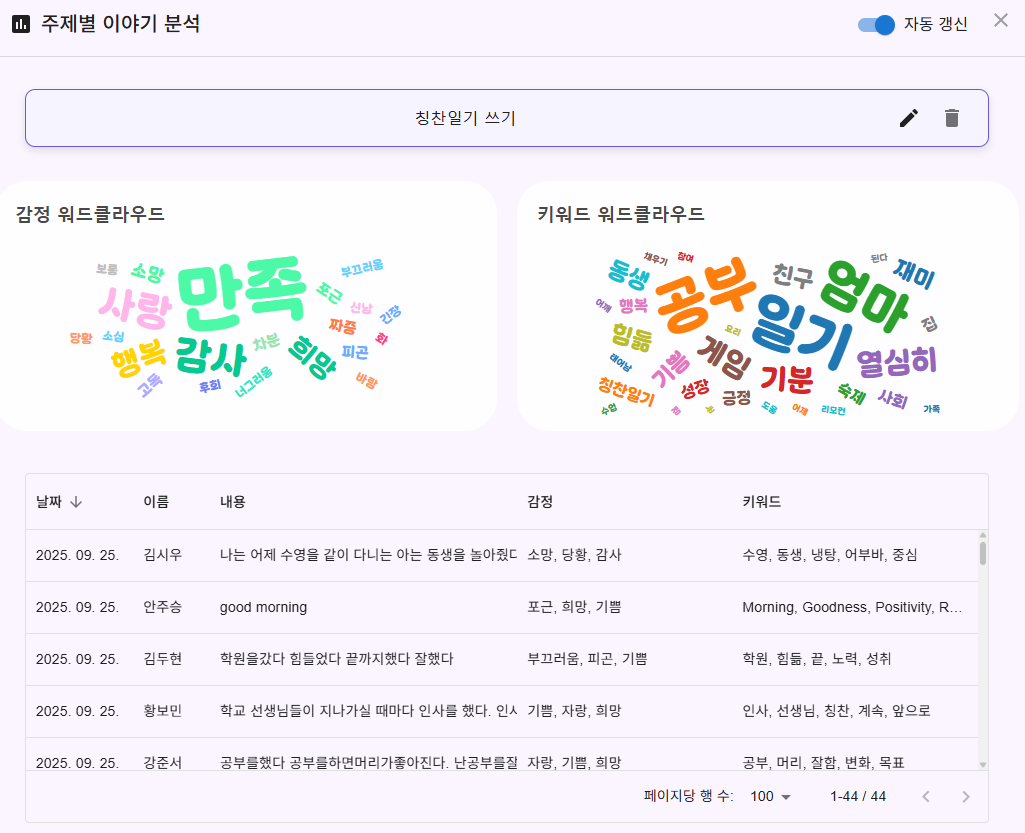 주제별 이야기 분석
자동 갱신
칭찬일기 쓰기
감정 워드클라우드
보통 소망 만족 부끄러움
사랑 포근 신남 긴장
당황 소심 짜증 화
행복 감사 차분 희망 피곤
고독 후회 너그러움 바람
키워드 워드클라우드
채우기 참여 된다
동생 공부 친구 엄마 재미
어깨 행복 일기 집
힘듦 요리
래어남 기쁨 게임 열심히
칭찬일기 성장 기분 숙제 사회
수업 긍정 도움 어제 리모컨 가족
날짜 이름 내용 감정 키워드
2025. 09. 25. 김시우 나는 어제 수영을 같이 다니는 아는 동생을 놀아줬다 소망, 당황, 감사 수영, 동생, 냉탕, 어부바, 중심
2025. 09. 25. 안주승 good morning 포근, 희망, 기쁨 Morning, Goodness, Positivity, R…
2025. 09. 25. 김두현 학원을갔다 힘들었다 끝까지했다 잘했다 부끄러움, 피곤, 기쁨 학원, 힘듦, 끝, 노력, 성취
2025. 09. 25. 황보민 학교 선생님들이 지나가실 때마다 인사를 했다. 인사 기쁨, 자랑, 희망 인사, 선생님, 칭찬, 계속, 앞으로
2025. 09. 25. 강준서 공부를했다 공부를하면머리가좋아진다. 난공부를잘 자랑, 기쁨, 희망 공부, 머리, 잘함, 변화, 목표
페이지당 행 수: 100 1-44 / 44